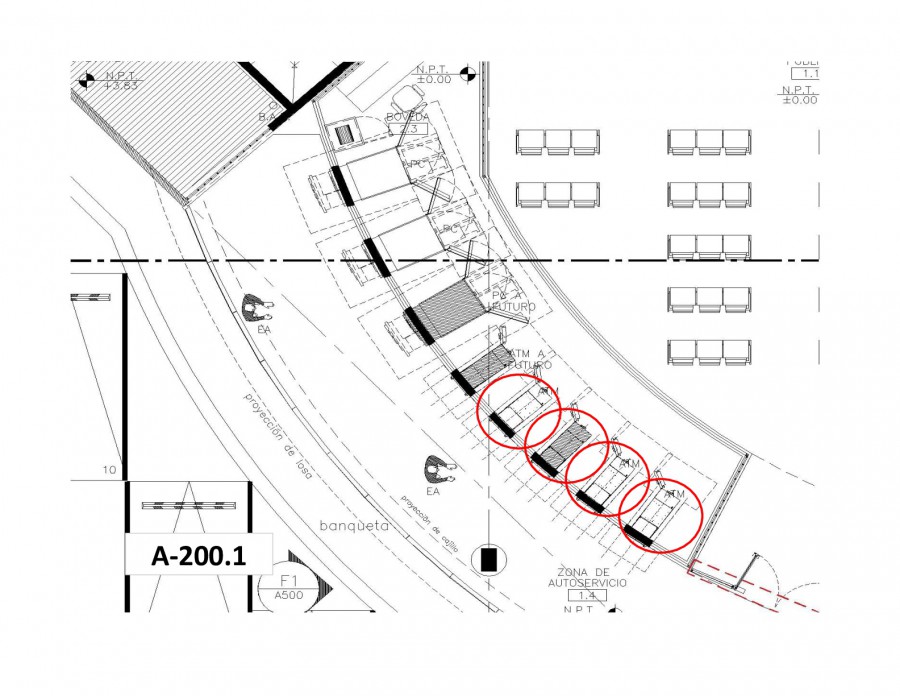 N.P.T.
+3.83
N.P.T.
±0.00
1.1
N.P.T.
±0.00
B.A.
BOVEDA
2.3
PC
PC
PC A
FUTURO
EA
ATM A
FUTURO
ATM
ATM
ATM
EA
proyección de losa
10
proyección de cajillo
banqueta
A-200.1
F1
A500
ZONA DE
AUTOSERVICIO
1.4
N.P.T.